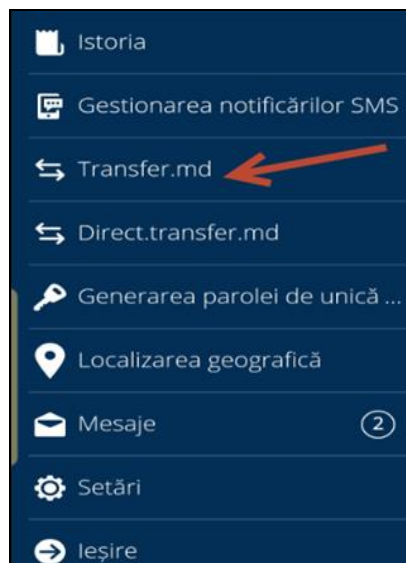 Istoria
Gestionarea notificărilor SMS
Transfer.md
Direct.transfer.md
Generarea parolei de unică ...
Localizarea geografică
Mesaje 2
Setări
Ieșire